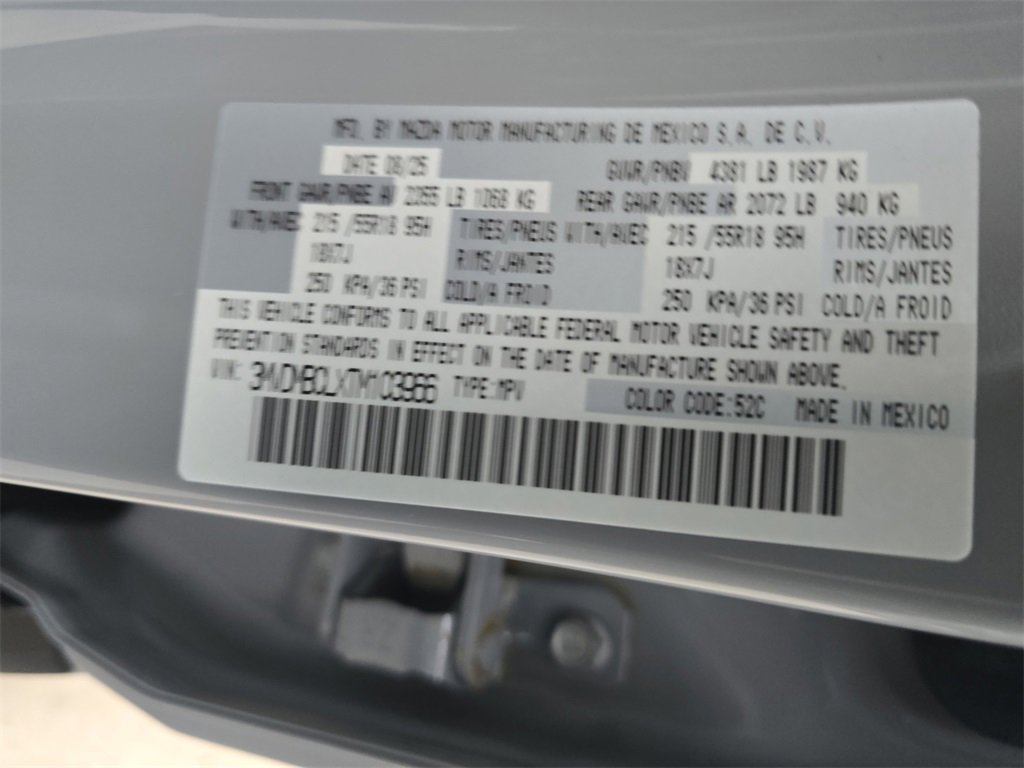 MFD. BY MAZDA MOTOR MANUFACTURING DE MEXICO S.A. DE C.V.
DATE 08/25 GVWR/PNBV 4381 LB 1987 KG
FRONT GAWR/PNBE AV 2355 LB 1068 KG REAR GAWR/PNBE AR 2072 LB 940 KG
WITH/AVEC 215 /55R18 95H TIRES/PNEUS WITH/AVEC 215 /55R18 95H TIRES/PNEUS
18X7J RIMS/JANTES 18X7J RIMS/JANTES
250 KPA/36 PSI COLD/A FROID 250 KPA/36 PSI COLD/A FROID
THIS VEHICLE CONFORMS TO ALL APPLICABLE FEDERAL MOTOR VEHICLE SAFETY AND THEFT
PREVENTION STANDARDS IN EFFECT ON THE DATE OF MANUFACTURE SHOWN ABOVE.
VIN: TYPE:MPV COLOR CODE:52C MADE IN MEXICO